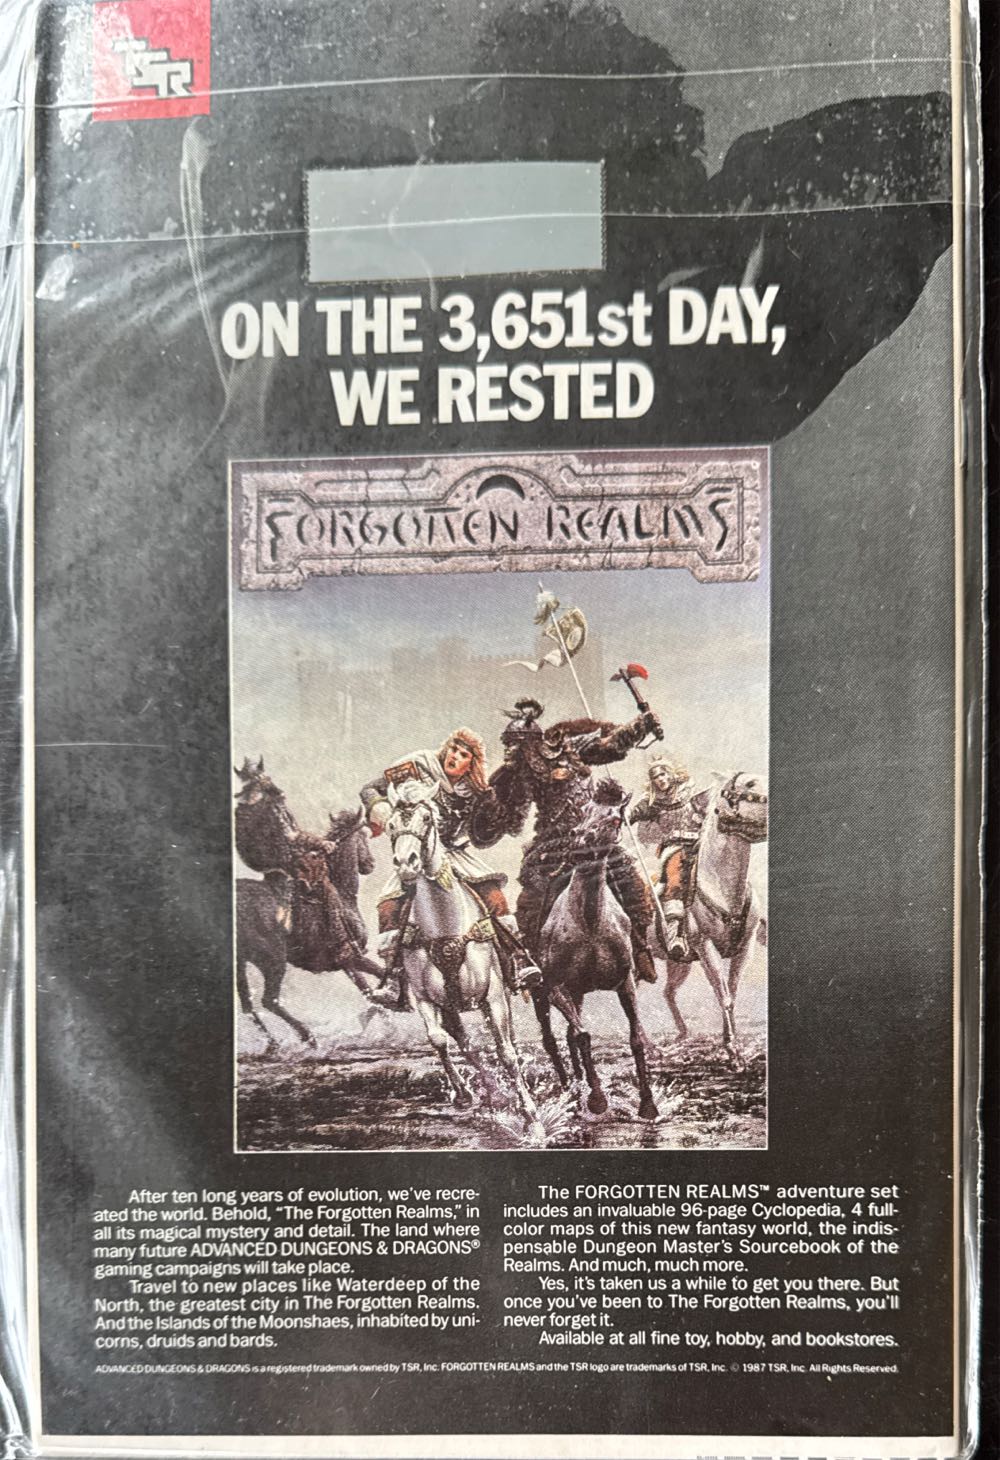 TSR
ON THE 3,651st DAY,
WE RESTED
FORGOTTEN REALMS
After ten long years of evolution, we've recre-
ated the world. Behold, "The Forgotten Realms," in
all its magical mystery and detail. The land where
many future ADVANCED DUNGEONS & DRAGONS®
gaming campaigns will take place.
Travel to new places like Waterdeep of the
North, the greatest city in The Forgotten Realms.
And the Islands of the Moonshaes, inhabited by uni-
corns, druids and bards.
The FORGOTTEN REALMS™ adventure set
includes an invaluable 96-page Cyclopedia, 4 full-
color maps of this new fantasy world, the indis-
pensable Dungeon Master's Sourcebook of the
Realms. And much, much more.
Yes, it's taken us a while to get you there. But
once you've been to The Forgotten Realms, you'll
never forget it.
Available at all fine toy, hobby, and bookstores.
ADVANCED DUNGEONS & DRAGONS is a registered trademark owned by TSR, Inc. FORGOTTEN REALMS and the TSR logo are trademarks of TSR, Inc. © 1987 TSR, Inc. All Rights Reserved.